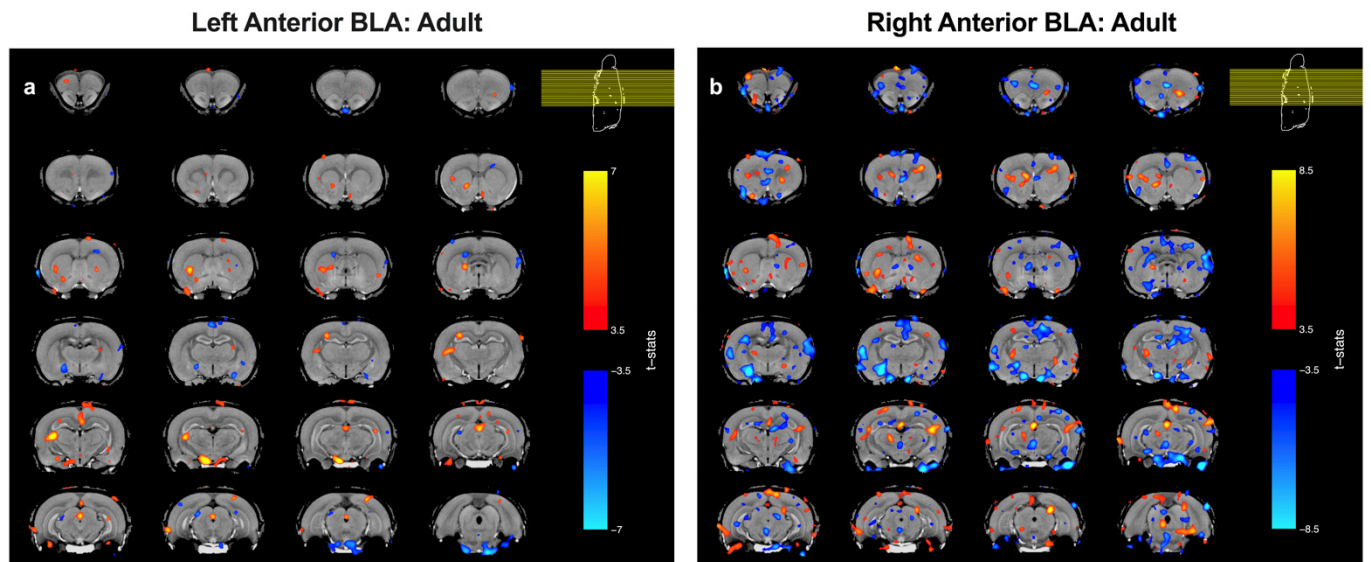 Left Anterior BLA: Adult
Right Anterior BLA: Adult
a
7
3.5
−3.5
−7
t−stats
b
8.5
3.5
−3.5
−8.5
t−stats